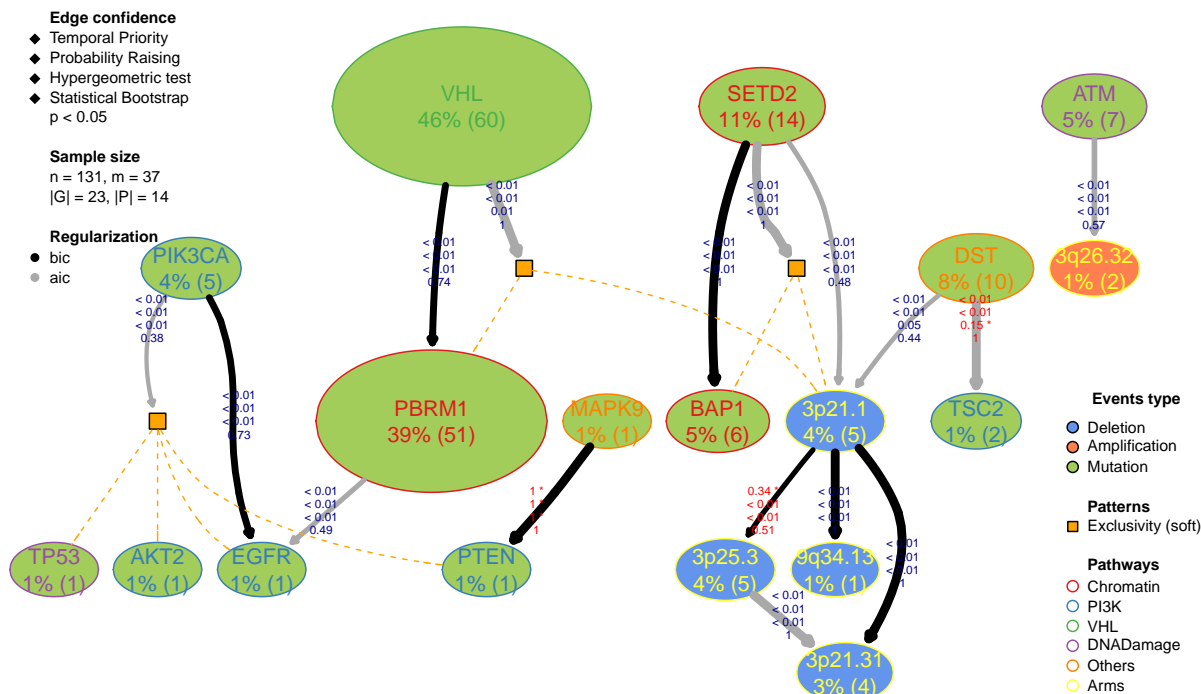 Edge confidence
Temporal Priority
Probability Raising
Hypergeometric test
Statistical Bootstrap
p < 0.05
Sample size
n = 131, m = 37
|G| = 23, |P| = 14
Regularization
bic
aic
VHL
46% (60)
SETD2
11% (14)
ATM
5% (7)
< 0.01
< 0.01
0.01
1
< 0.01
< 0.01
< 0.01
1
< 0.01
< 0.01
< 0.01
0.57
PIK3CA
4% (5)
< 0.01
< 0.01
< 0.01
0.74
< 0.01
< 0.01
< 0.01
1
< 0.01
< 0.01
< 0.01
0.48
DST
8% (10)
3q26.32
1% (2)
< 0.01
< 0.01
< 0.01
0.38
< 0.01
< 0.01
0.05
0.44
< 0.01
< 0.01
0.15 *
1
< 0.01
< 0.01
< 0.01
0.73
PBRM1
39% (51)
MAPK9
1% (1)
BAP1
5% (6)
3p21.1
4% (5)
TSC2
1% (2)
< 0.01
< 0.01
< 0.01
0.49
1 *
1 *
1 *
1
0.34 *
< 0.01
< 0.01
0.51
< 0.01
< 0.01
< 0.01
< 0.01
< 0.01
< 0.01
1
TP53
1% (1)
AKT2
1% (1)
EGFR
1% (1)
PTEN
1% (1)
3p25.3
4% (5)
9q34.13
1% (1)
< 0.01
< 0.01
< 0.01
1
3p21.31
3% (4)
Events type
Deletion
Amplification
Mutation
Patterns
Exclusivity (soft)
Pathways
Chromatin
PI3K
VHL
DNADamage
Others
Arms